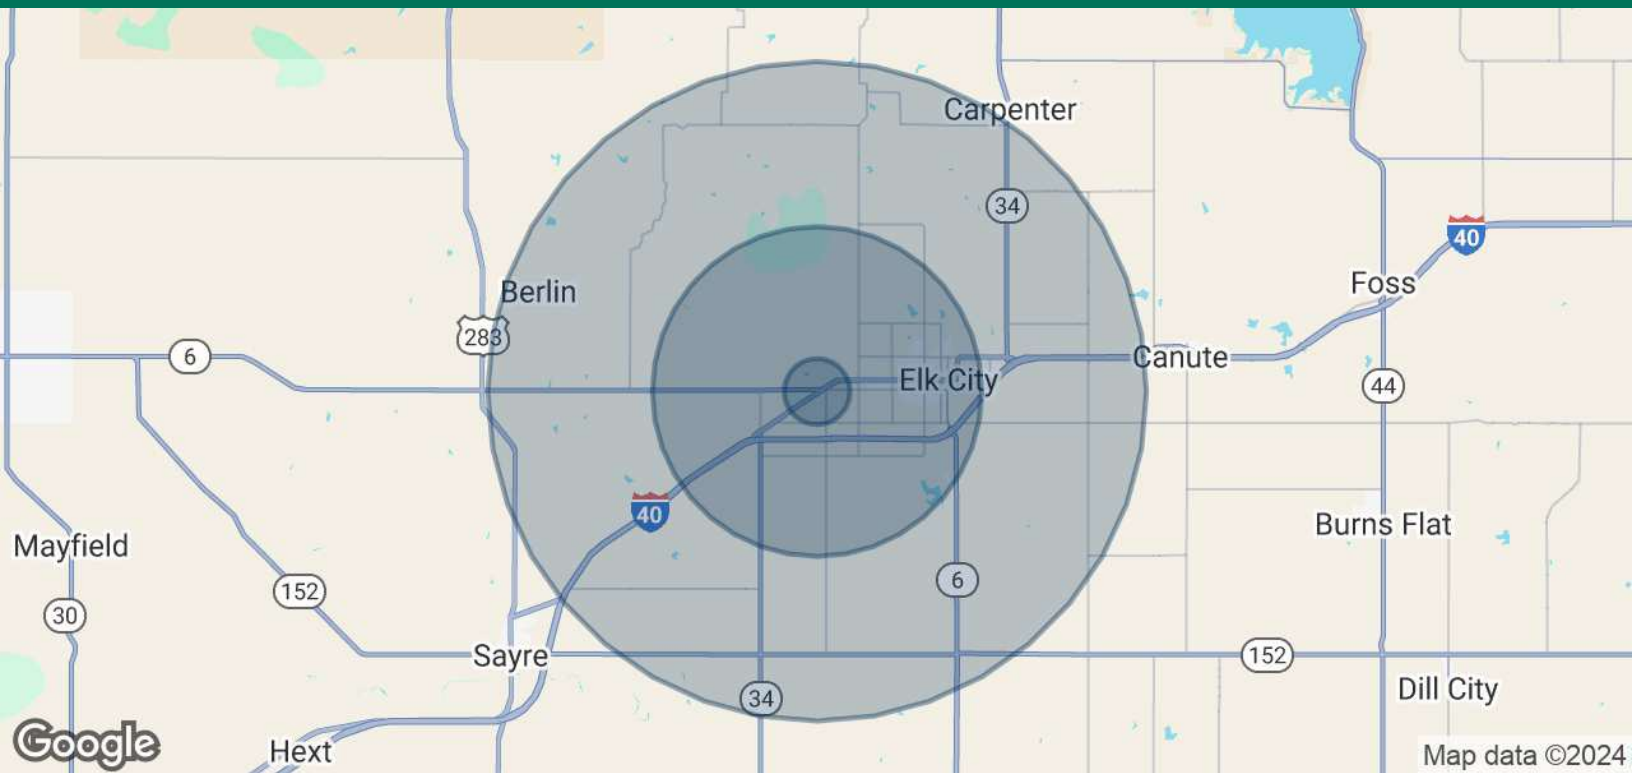 Carpenter
34
40
Foss
Berlin
283
6
Canute
Elk City
44
40
Burns Flat
Mayfield
6
152
30
Sayre
152
34
Dill City
Google
Hext
Map data ©2024